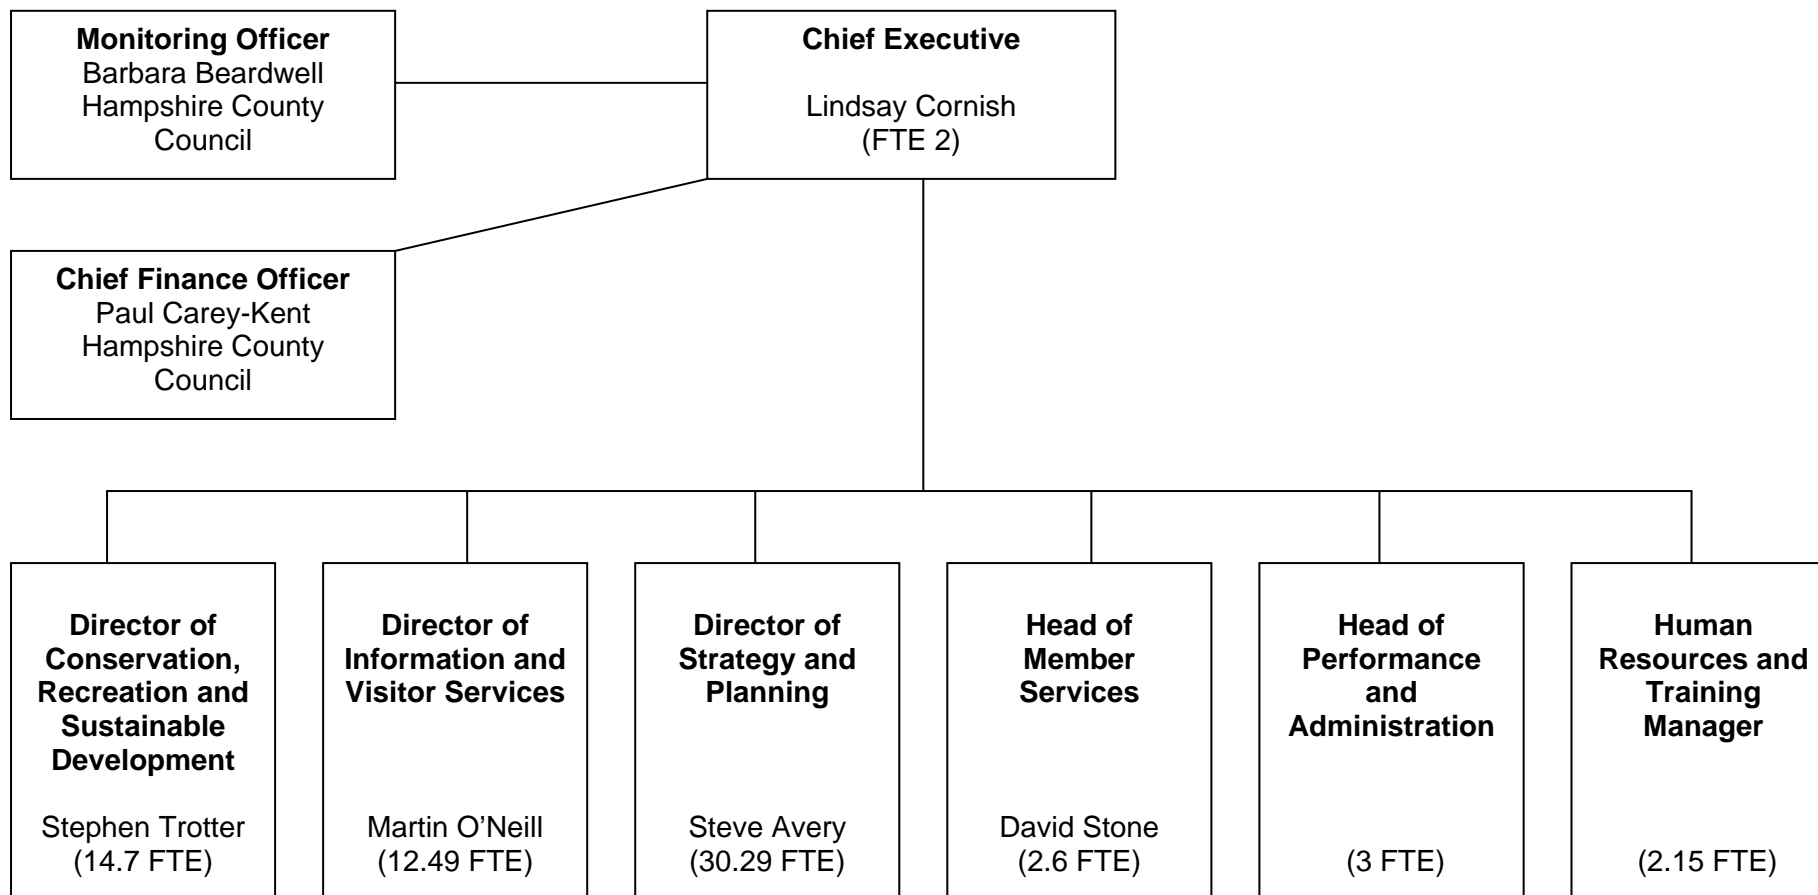 Monitoring Officer
Barbara Beardwell
Hampshire County
Council
Chief Executive
Lindsay Cornish
(FTE 2)
Chief Finance Officer
Paul Carey-Kent
Hampshire County
Council
Director of
Conservation,
Recreation and
Sustainable
Development
Stephen Trotter
(14.7 FTE)
Director of
Information and
Visitor Services
Martin O’Neill
(12.49 FTE)
Director of
Strategy and
Planning
Steve Avery
(30.29 FTE)
Head of
Member
Services
David Stone
(2.6 FTE)
Head of
Performance
and
Administration
(3 FTE)
Human
Resources and
Training
Manager
(2.15 FTE)